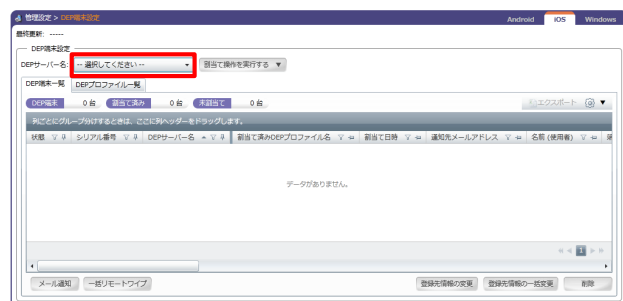 管理設定 > DEP端末設定
Android iOS Windows
最終更新: -----
DEP端末設定
DEPサーバー名: -- 選択してください -- 割当て操作を実行する ▼
DEP端末一覧 DEPプロファイル一覧
DEP端末 0 台 割当て済み 0 台 未割当て 0 台 エクスポート
列ごとにグループ分けするときは、ここに列ヘッダーをドラッグします。
状態 シリアル番号 DEPサーバー名 割当て済みDEPプロファイル名 割当て日時 通知先メールアドレス 名前 (使用者)
データがありません。
1
メール通知 一括リモートワイプ 登録先情報の変更 登録先情報の一括変更 削除